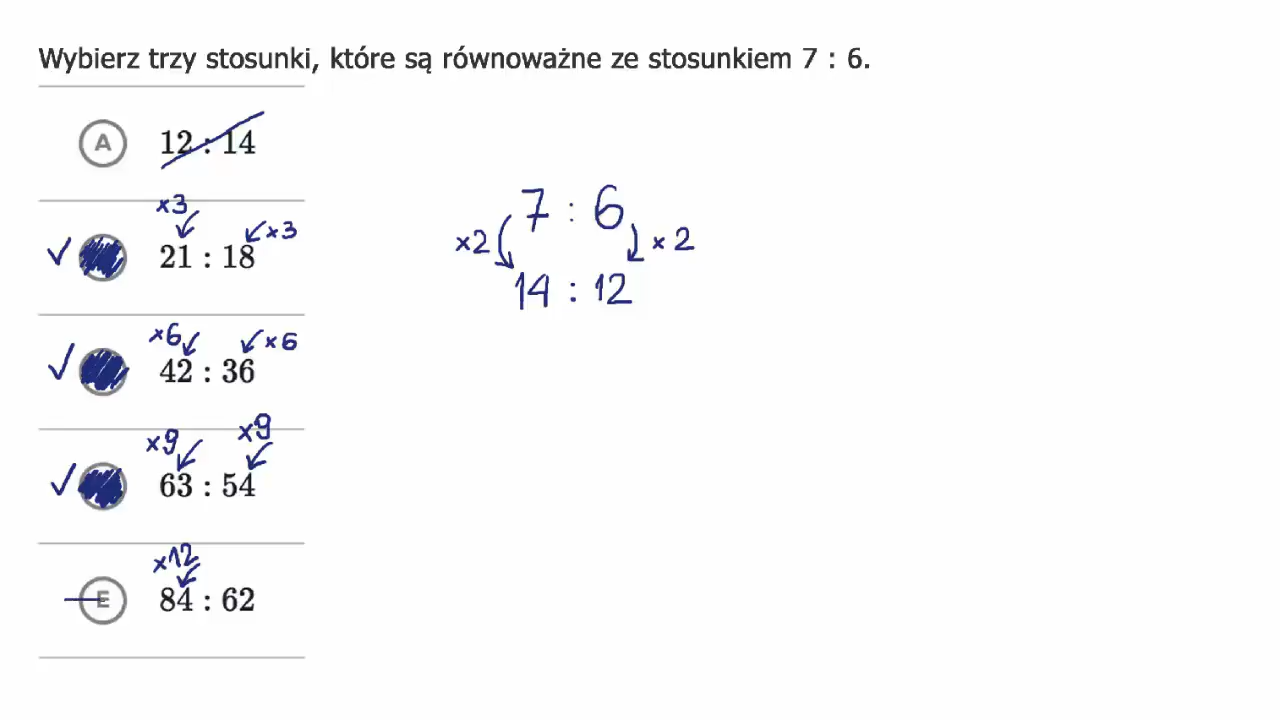 Wybierz trzy stosunki, które są równoważne ze stosunkiem 7 : 6.
A 12 : 14
×3 ×3
✓ 21 : 18
×6 ×6
✓ 42 : 36
×9 ×9
✓ 63 : 54
×12
E 84 : 62
7 : 6
×2 ×2
14 : 12